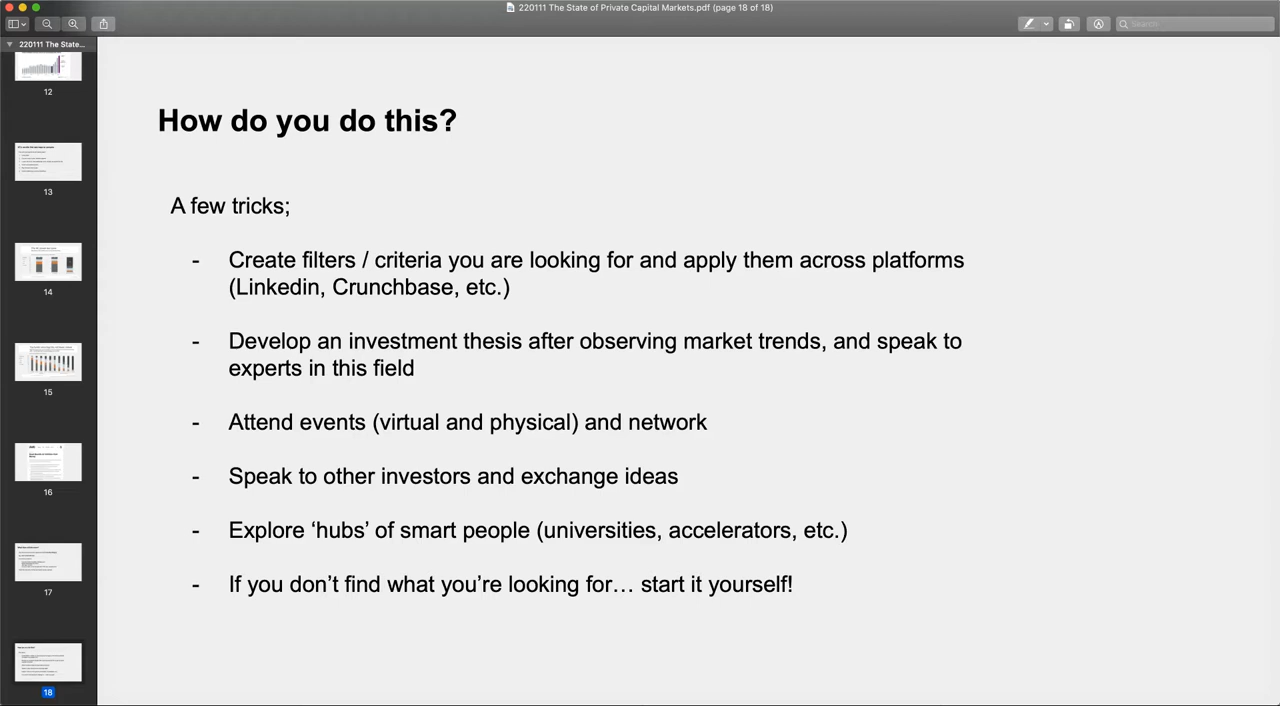 220111 The State of Private Capital Markets.pdf (page 18 of 18)
Search
220111 The State...
12
13
14
15
16
17
18
How do you do this?
A few tricks;
- Create filters / criteria you are looking for and apply them across platforms
(Linkedin, Crunchbase, etc.)
- Develop an investment thesis after observing market trends, and speak to
experts in this field
- Attend events (virtual and physical) and network
- Speak to other investors and exchange ideas
- Explore ‘hubs’ of smart people (universities, accelerators, etc.)
- If you don’t find what you’re looking for… start it yourself!